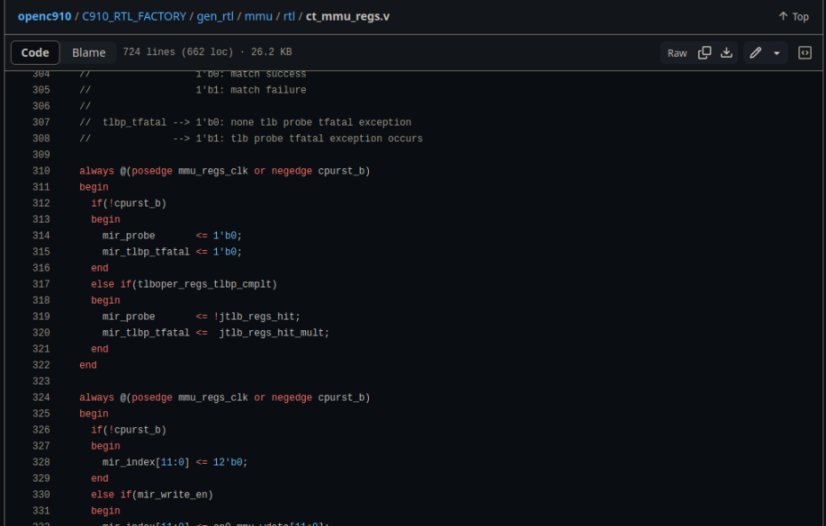 openc910 / C910_RTL_FACTORY / gen_rtl / mmu / rtl / ct_mmu_regs.v
Top
Code Blame 724 lines (662 loc) · 26.2 KB
Raw
304 // 1'b0: match success
305 // 1'b1: match failure
306 //
307 // tlbp_tfatal --> 1'b0: none tlb probe tfatal exception
308 // --> 1'b1: tlb probe tfatal exception occurs
309
310 always @(posedge mmu_regs_clk or negedge cpurst_b)
311 begin
312 if(!cpurst_b)
313 begin
314 mir_probe <= 1'b0;
315 mir_tlbp_tfatal <= 1'b0;
316 end
317 else if(tlboper_regs_tlbp_cmplt)
318 begin
319 mir_probe <= !jtlb_regs_hit;
320 mir_tlbp_tfatal <= jtlb_regs_hit_mult;
321 end
322 end
323
324 always @(posedge mmu_regs_clk or negedge cpurst_b)
325 begin
326 if(!cpurst_b)
327 begin
328 mir_index[11:0] <= 12'b0;
329 end
330 else if(mir_write_en)
331 begin